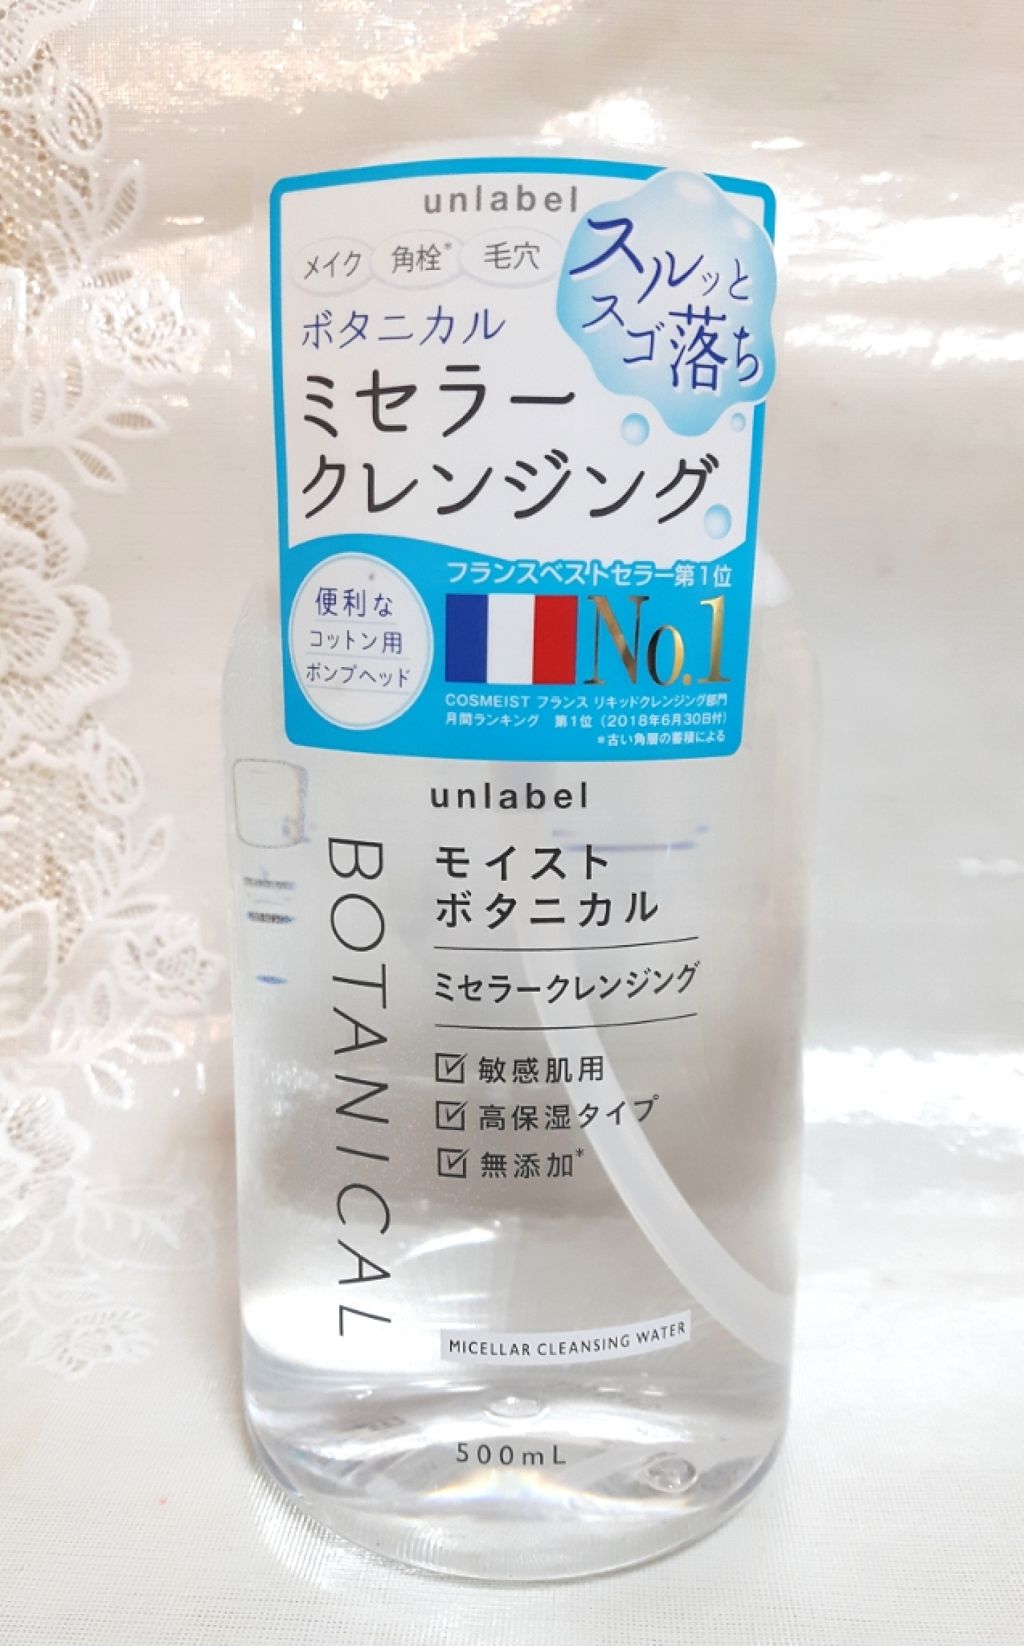 unlabel
メイク 角栓* 毛穴
スルッと
スゴ落ち
ボタニカル
ミセラー
クレンジング
便利な
コットン用
ポンプヘッド
フランスベストセラー第1位
No.1
COSMEIST フランス リキッドクレンジング部門
月間ランキング 第1位(2018年6月30日付)
*古い角層の蓄積による
unlabel
BOTANICAL
モイスト
ボタニカル
ミセラークレンジング
敏感肌用
高保湿タイプ
無添加*
MICELLAR CLEANSING WATER
500mL